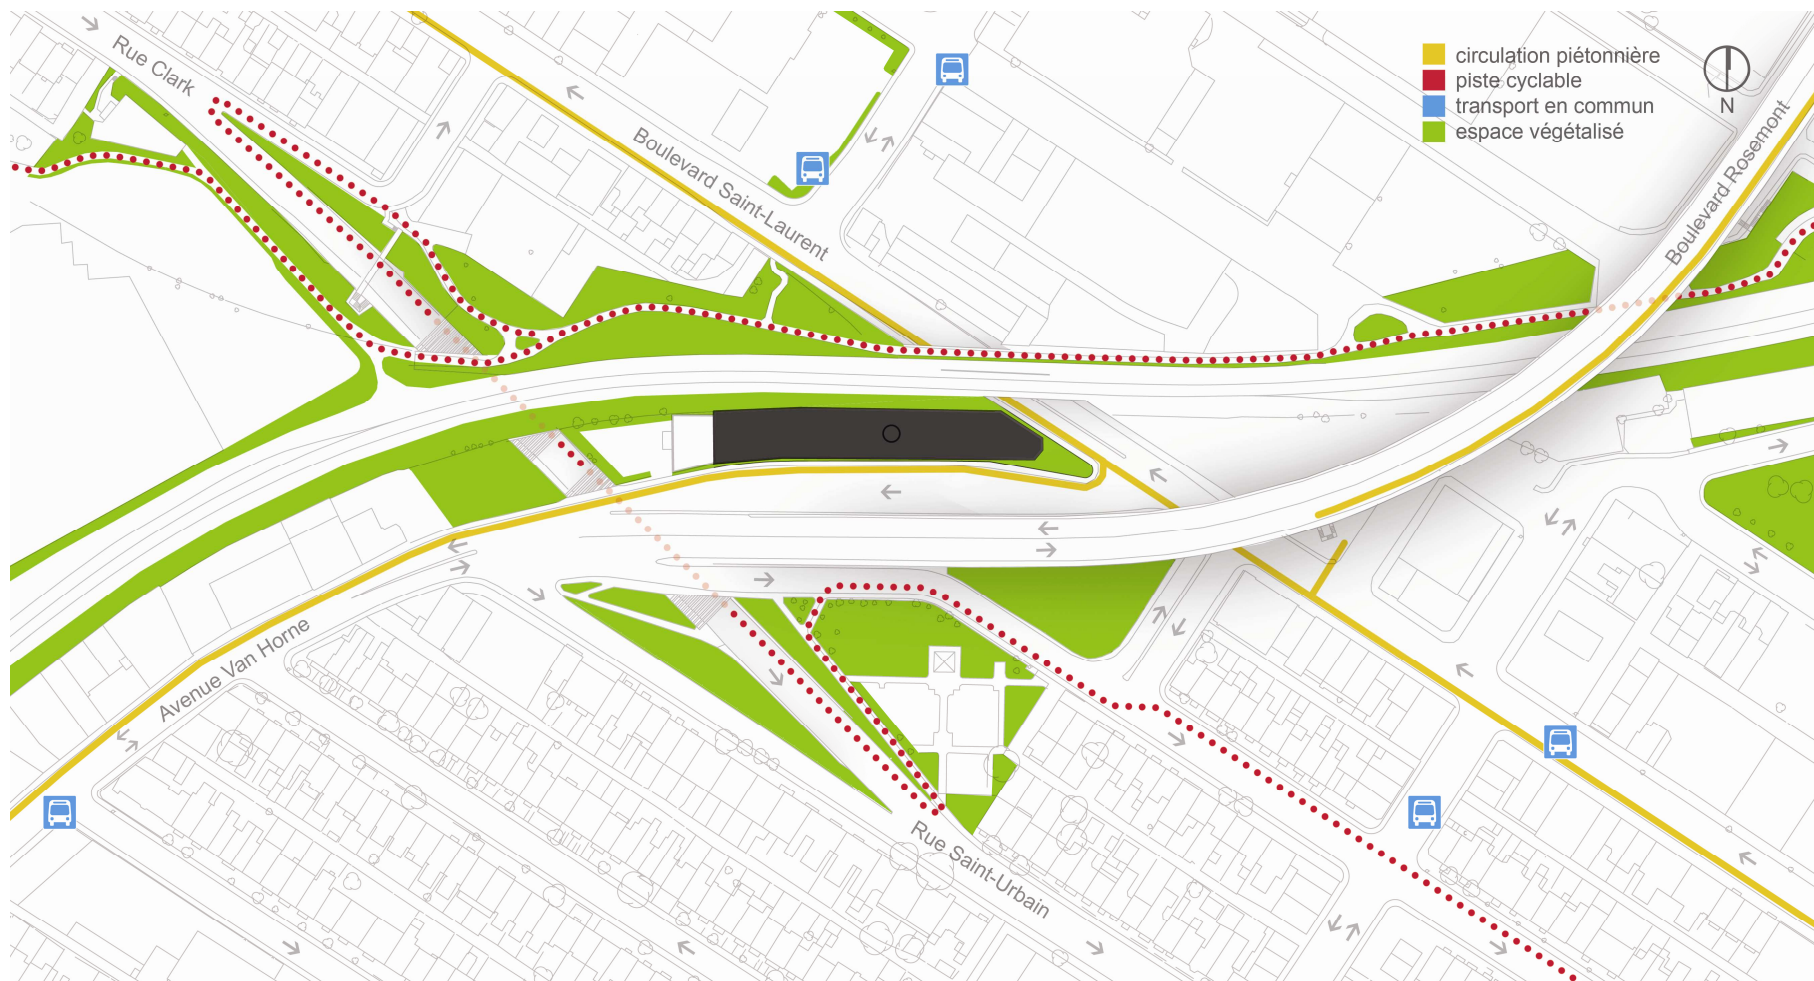 circulation piétonnière
piste cyclable
transport en commun
espace végétalisé
N
Rue Clark
Boulevard Saint-Laurent
Boulevard Rosemont
Avenue Van Horne
Rue Saint-Urbain